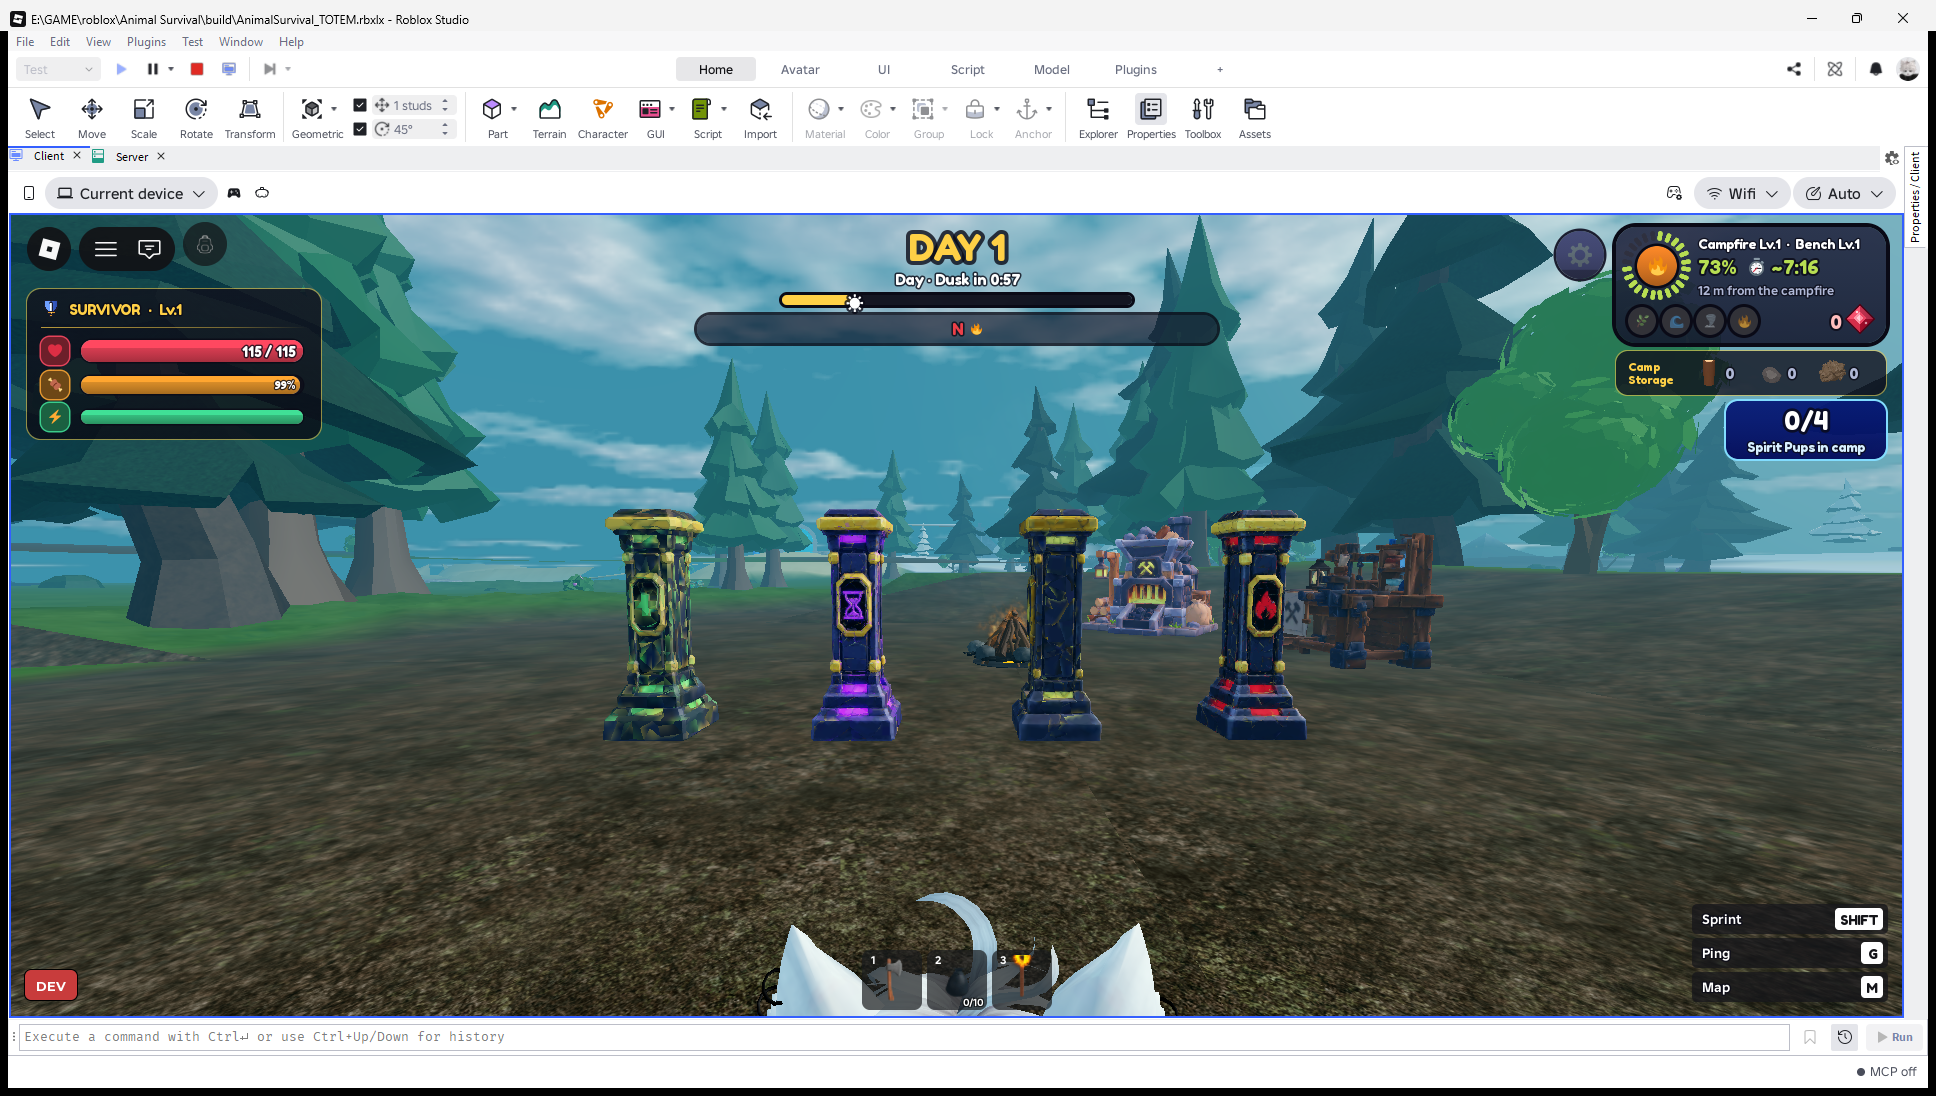 E:\GAME\roblox\Animal Survival\build\AnimalSurvival_TOTEM.rbxlx - Roblox Studio
File Edit View Plugins Test Window Help
Test
Home Avatar UI Script Model Plugins +
1 studs
45°
Select Move Scale Rotate Transform Geometric Part Terrain Character GUI Script Import Material Color Group Lock Anchor Explorer Properties Toolbox Assets
Client Server
Properties / Client
Current device
Wifi Auto
DAY 1
Day · Dusk in 0:57
N
SURVIVOR · Lv.1
115 / 115
99%
Campfire Lv.1 · Bench Lv.1
73% ~7:16
12 m from the campfire
0
Camp Storage 0 0 0
0/4
Spirit Pups in camp
Sprint SHIFT
Ping G
Map M
DEV
1 2 3
0/10
Execute a command with Ctrl↵ or use Ctrl+Up/Down for history
Run
MCP off